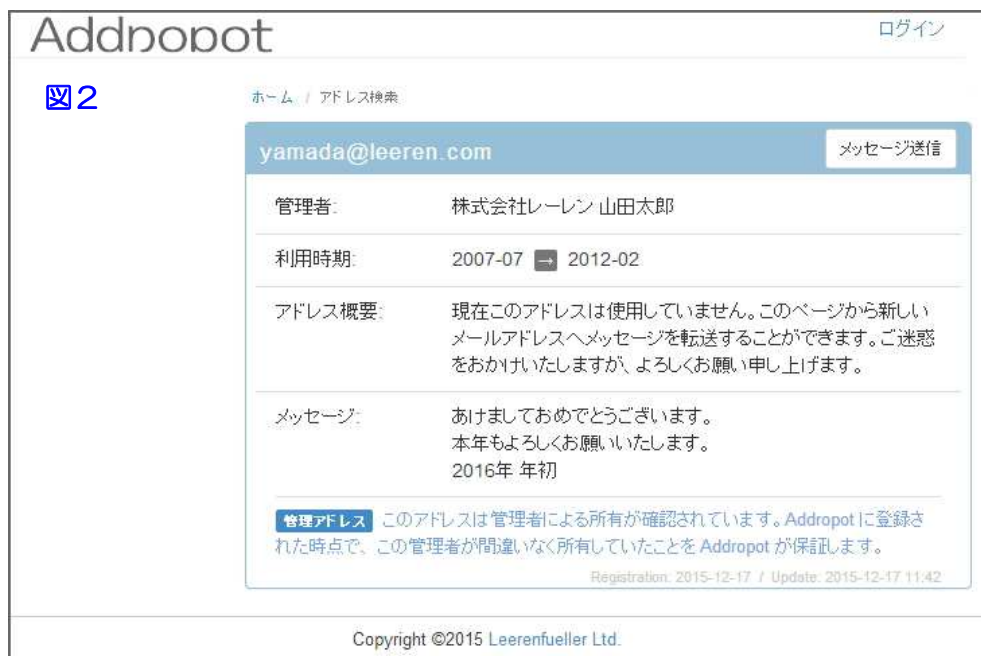 Addropot
ログイン
図2
ホーム / アドレス検索
yamada@leeren.com
メッセージ送信
管理者: 株式会社レーレン 山田太郎
利用時期: 2007-07 → 2012-02
アドレス概要: 現在このアドレスは使用していません。このページから新しい
メールアドレスへメッセージを転送することができます。ご迷惑
をおかけいたしますが、よろしくお願い申し上げます。
メッセージ: あけましておめでとうございます。
本年もよろしくお願いいたします。
2016年 年初
管理アドレス このアドレスは管理者による所有が確認されています。Addropot に登録さ
れた時点で、この管理者が間違いなく所有していたことを Addropot が保証します。
Registration: 2015-12-17 / Update: 2015-12-17 11:42
Copyright ©2015 Leerenfueller Ltd.